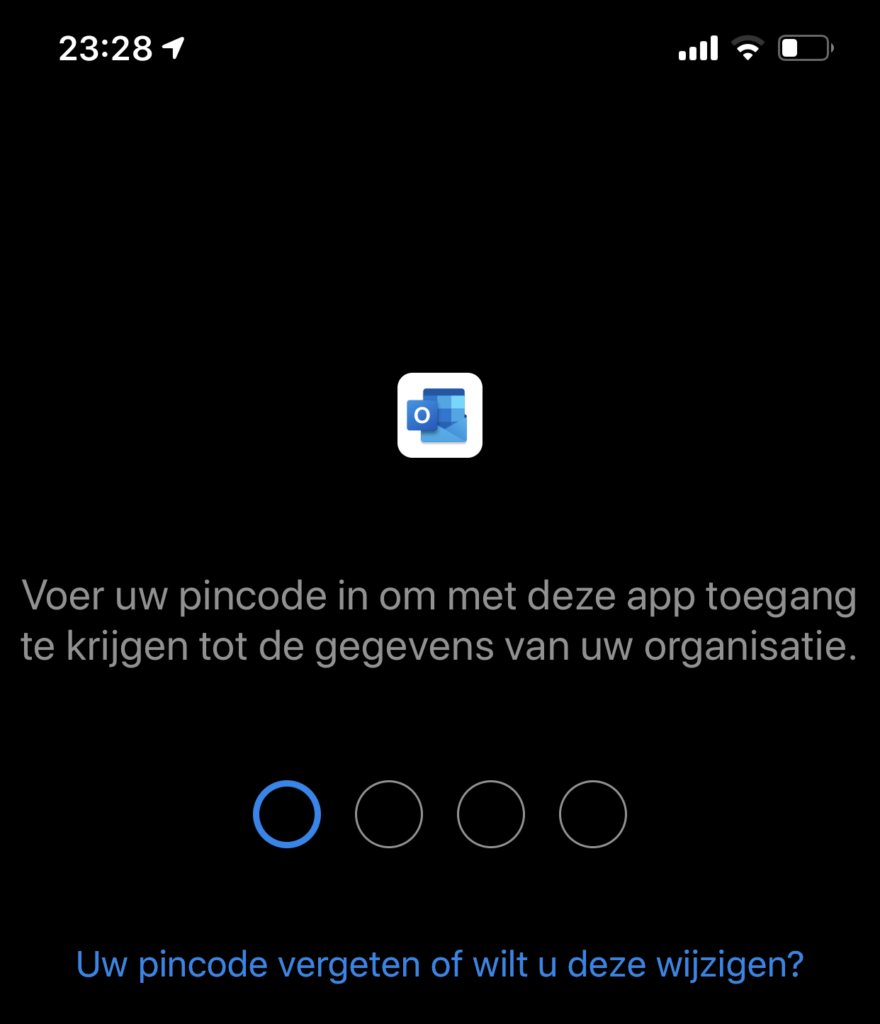 23:28
O
Voer uw pincode in om met deze app toegang
te krijgen tot de gegevens van uw organisatie.
Uw pincode vergeten of wilt u deze wijzigen?